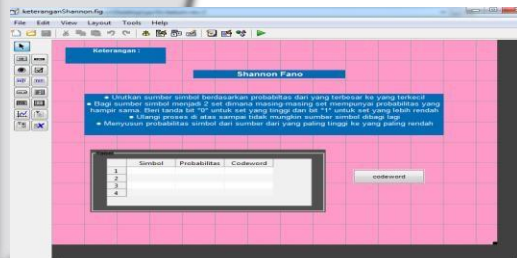 keteranganShannon.fig
File Edit View Layout Tools Help
Keterangan :
Shannon Fano
● Urutkan sumber simbol berdasarkan probabiltas dari yang terbesar ke yang terkecil
● Bagi sumber simbol menjadi 2 set dimana masing-masing set mempunyai probabilitas yang
hampir sama. Beri tanda bit "0" untuk set yang tinggi dan bit "1" untuk set yang lebih rendah
● Ulangi proses di atas sampai tidak mungkin sumber simbol dibagi lagi
● Menyusun probabilitas simbol dari sumber dari yang paling tinggi ke yang paling rendah
Simbol Probabilitas Codeword
1
2
3
4
codeword